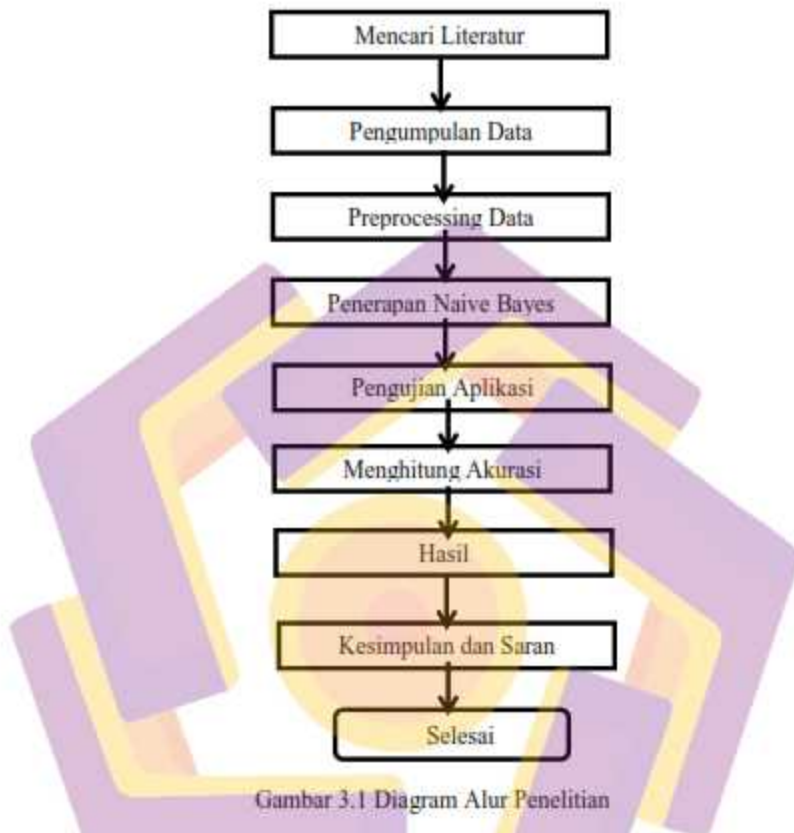 Mencari Literatur
Pengumpulan Data
Preprocessing Data
Penerapan Naive Bayes
Pengujian Aplikasi
Menghitung Akurasi
Hasil
Kesimpulan dan Saran
Selesai
Gambar 3.1 Diagram Alur Penelitian